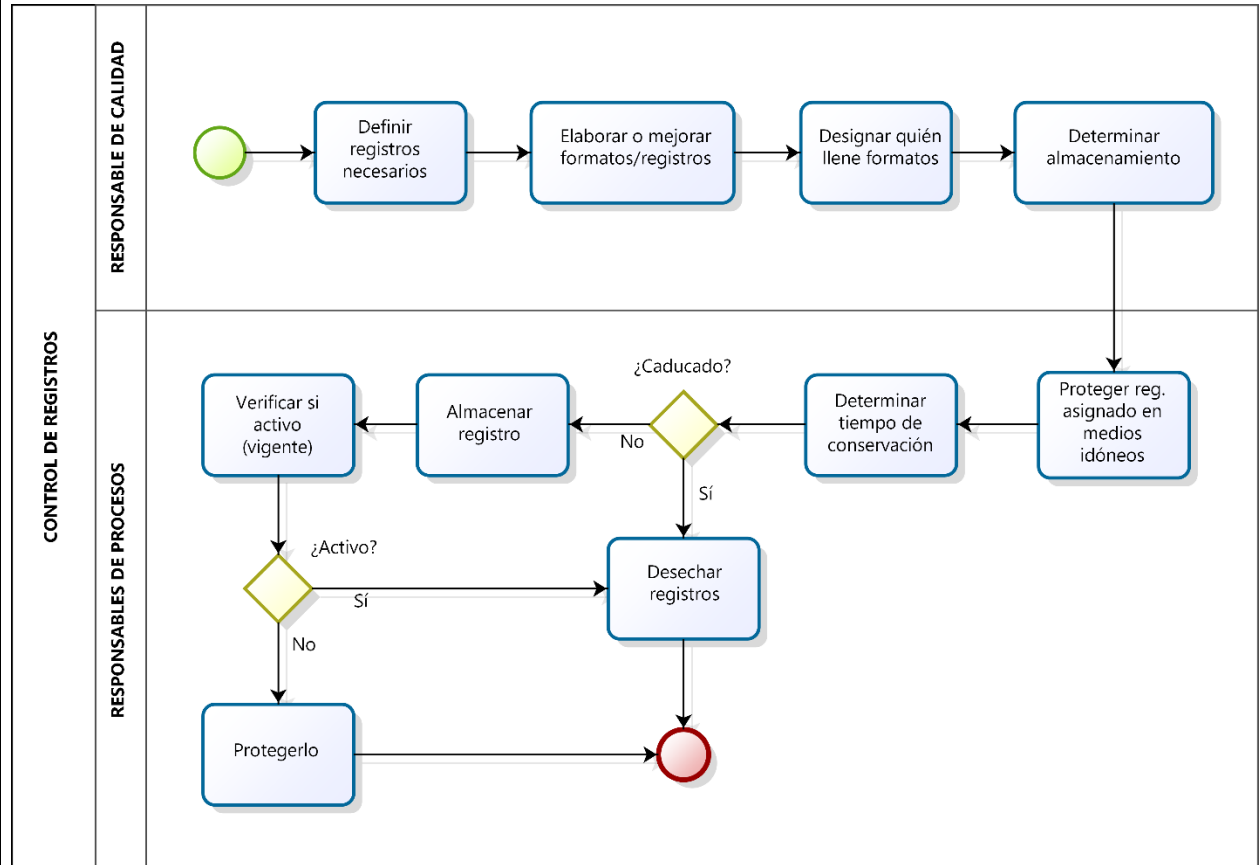 CONTROL DE REGISTROS
RESPONSABLE DE CALIDAD
Definir
registros
necesarios
Elaborar o mejorar
formatos/registros
Designar quién
llene formatos
Determinar
almacenamiento
RESPONSABLES DE PROCESOS
Proteger reg.
asignado en
medios
idóneos
Determinar
tiempo de
conservación
¿Caducado?
No
Sí
Almacenar
registro
Verificar si
activo
(vigente)
¿Activo?
Sí
No
Desechar
registros
Protegerlo